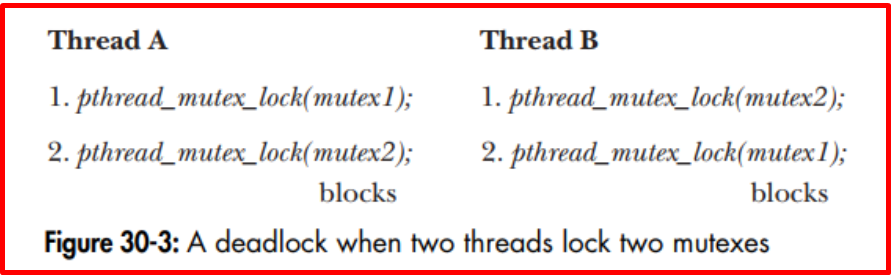 Thread A
Thread B
1. pthread_mutex_lock(mutex1);
1. pthread_mutex_lock(mutex2);
2. pthread_mutex_lock(mutex2);
2. pthread_mutex_lock(mutex1);
blocks
blocks
Figure 30-3: A deadlock when two threads lock two mutexes